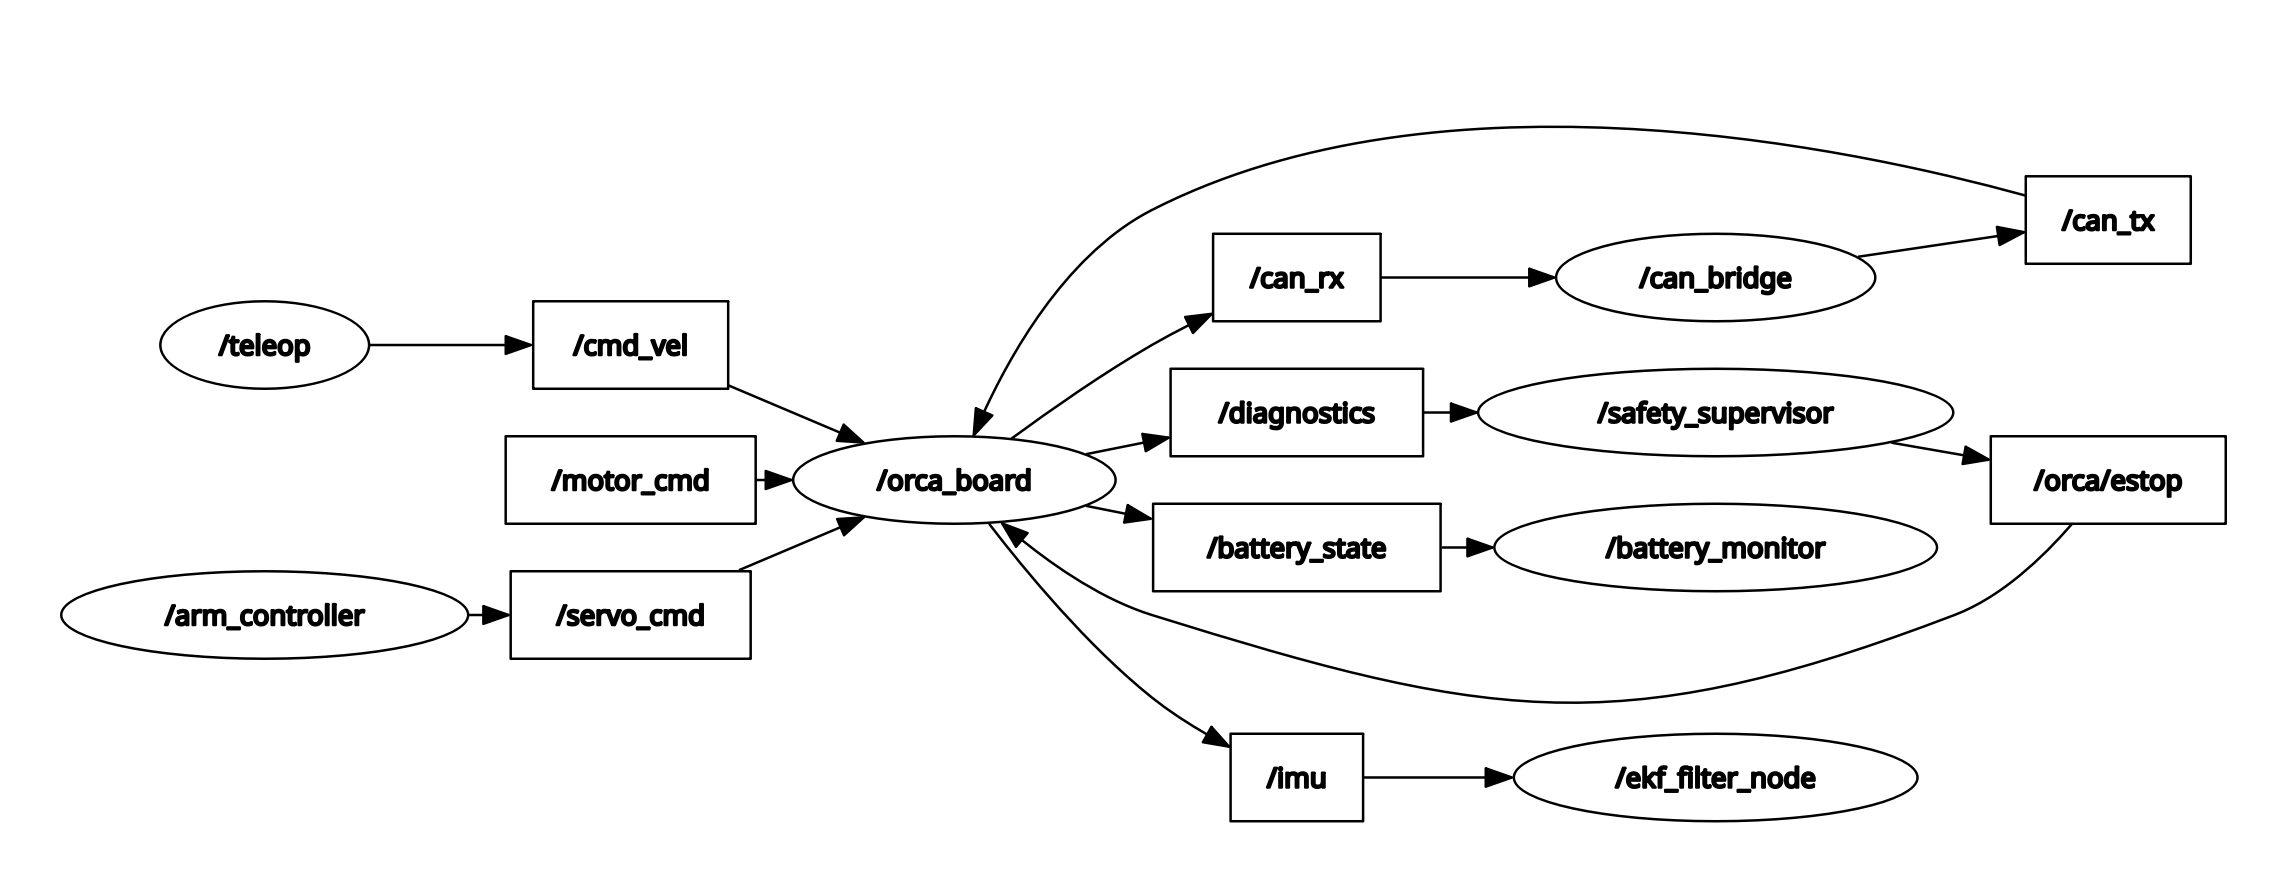 /can_tx
/can_rx
/can_bridge
/teleop
/cmd_vel
/diagnostics
/safety_supervisor
/motor_cmd
/orca_board
/orca/estop
/battery_state
/battery_monitor
/arm_controller
/servo_cmd
/imu
/ekf_filter_node